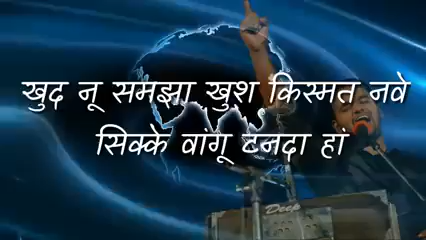 खुद नू समझा खुश किस्मत नवे
सिक्के वांगू टनदा हां